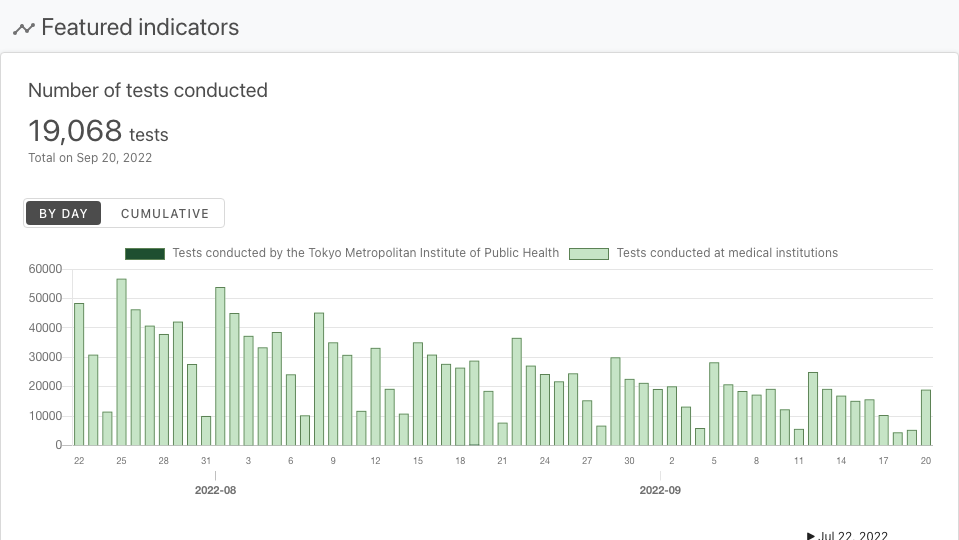 Featured indicators
Number of tests conducted
19,068 tests
Total on Sep 20, 2022
BY DAY CUMULATIVE
Tests conducted by the Tokyo Metropolitan Institute of Public Health Tests conducted at medical institutions
60000
50000
40000
30000
20000
10000
0
22 25 28 31 3 6 9 12 15 18 21 24 27 30 2 5 8 11 14 17 20
2022-08 2022-09
▶ Jul 22, 2022